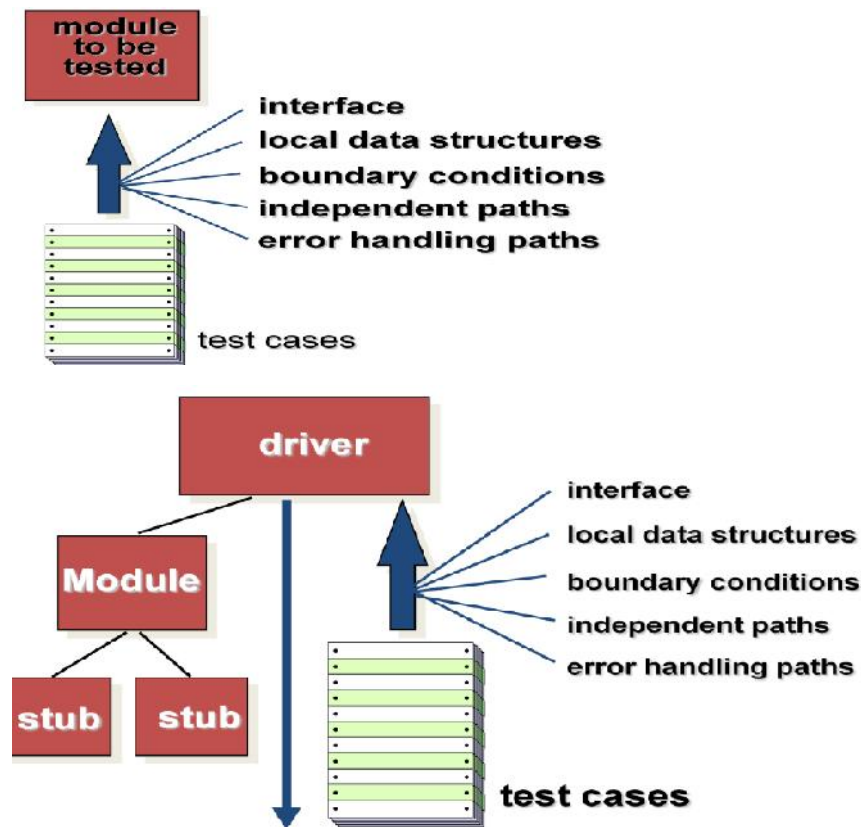 module
to be
tested
interface
local data structures
boundary conditions
independent paths
error handling paths
test cases
driver
interface
local data structures
Module
boundary conditions
independent paths
error handling paths
stub
stub
test cases